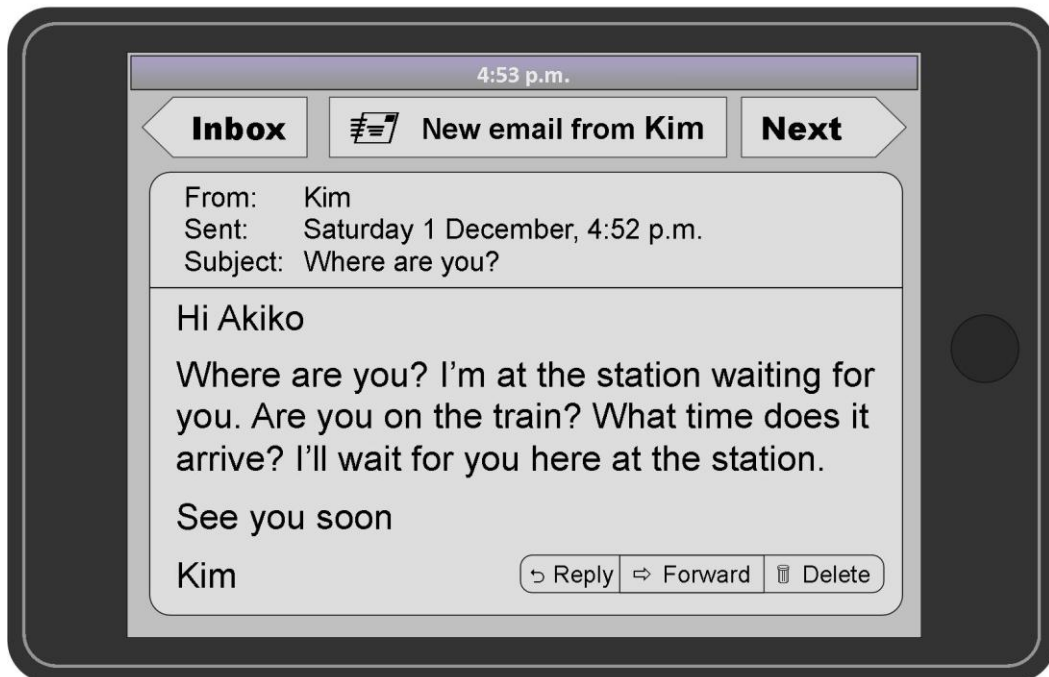 4:53 p.m.
Inbox
New email from Kim
Next
From: Kim
Sent: Saturday 1 December, 4:52 p.m.
Subject: Where are you?
Hi Akiko
Where are you? I'm at the station waiting for
you. Are you on the train? What time does it
arrive? I'll wait for you here at the station.
See you soon
Kim
Reply
Forward
Delete